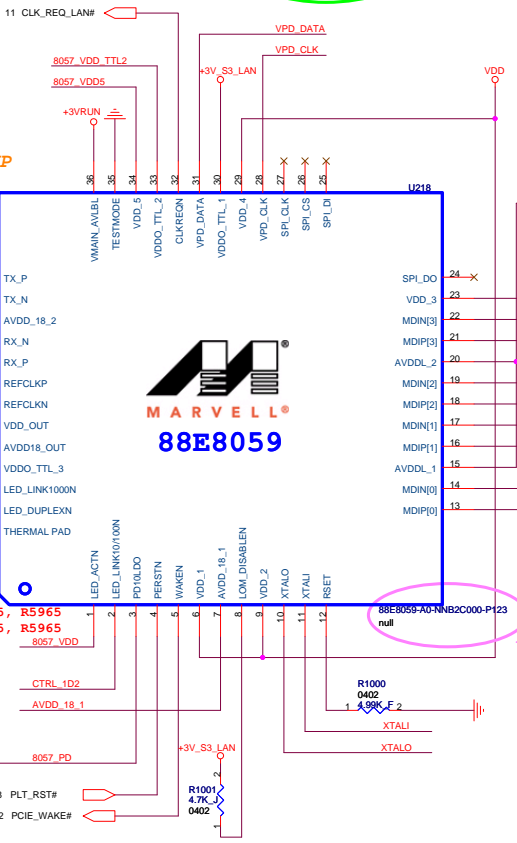 11 CLK_REQ_LAN#
VPD_DATA
VPD_CLK
8057_VDD_TTL2
+3V_S3_LAN
VDD
8057_VDD5
+3VRUN
36 35 34 33 32 31 30 29 28 27 26 25
U218
VMAIN_AVLBL
TESTMODE
VDD_5
VDDO_TTL_2
CLKREQN
VPD_DATA
VDDO_TTL_1
VDD_4
VPD_CLK
SPI_CLK
SPI_CS
SPI_DI
TX_P
TX_N
AVDD_18_2
RX_N
RX_P
REFCLKP
REFCLKN
VDD_OUT
AVDD18_OUT
VDDO_TTL_3
LED_LINK1000N
LED_DUPLEXN
THERMAL PAD
MARVELL®
88E8059
SPI_DO 24
VDD_3 23
MDIN[3] 22
MDIP[3] 21
AVDDL_2 20
MDIN[2] 19
MDIP[2] 18
MDIN[1] 17
MDIP[1] 16
AVDDL_1 15
MDIN[0] 14
MDIP[0] 13
LED_ACTN
LED_LINK10/100N
PD10LDO
PERSTN
WAKEN
VDD_1
AVDD_18_1
LOM_DISABLEN
VDD_2
XTALO
XTALI
RSET
1 2 3 4 5 6 7 8 9 10 11 12
, R5965
, R5965
88E8059-A0-NNB2C000-P123
null
8057_VDD
CTRL_1D2
AVDD_18_1
R1000
0402
1 4.99K_F 2
XTALI
XTALO
8057_PD
+3V_S3_LAN
PLT_RST#
PCIE_WAKE#
2
R1001
4.7K_J
0402
1